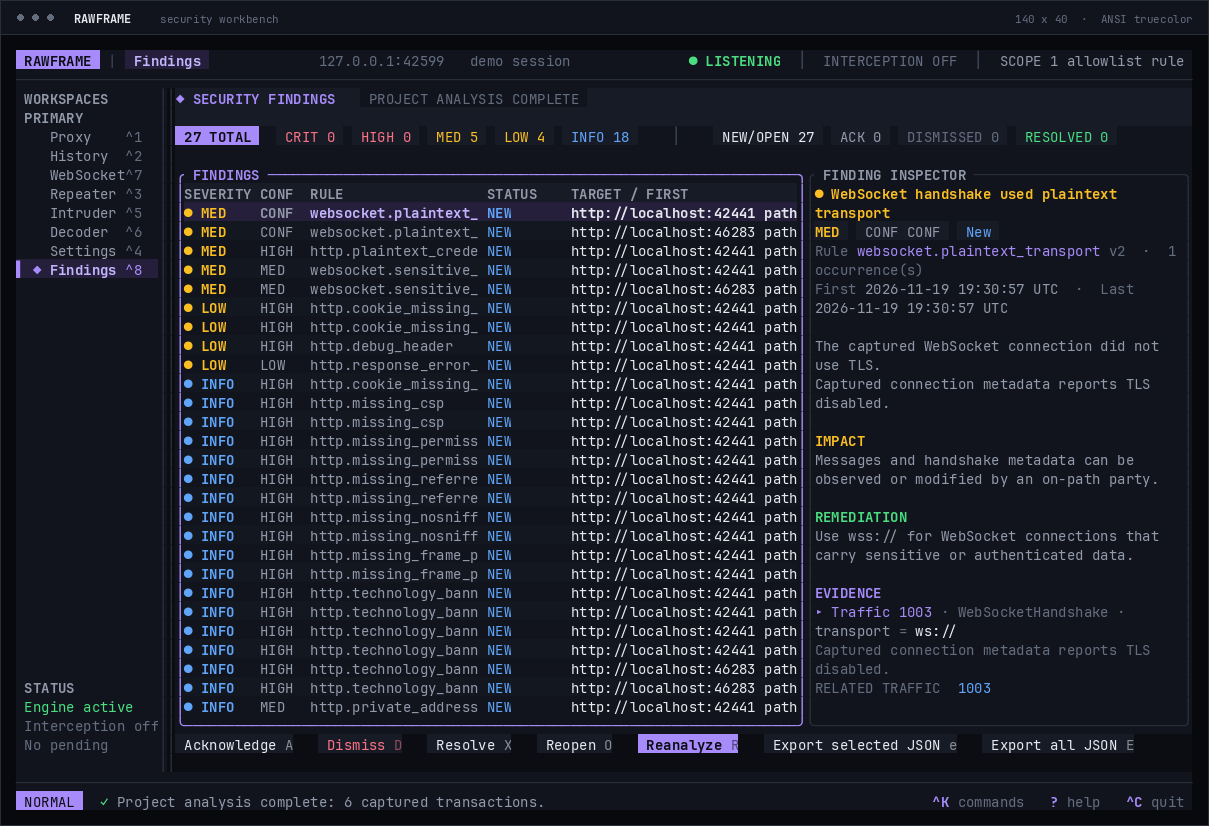 RAWFRAME security workbench 140 x 40 · ANSI truecolor
RAWFRAME | Findings 127.0.0.1:42599 demo session ● LISTENING │ INTERCEPTION OFF │ SCOPE 1 allowlist rule
WORKSPACES
PRIMARY
Proxy ^1
History ^2
WebSocket^7
Repeater ^3
Intruder ^5
Decoder ^6
Settings ^4
◆ Findings ^8
STATUS
Engine active
Interception off
No pending
◆ SECURITY FINDINGS PROJECT ANALYSIS COMPLETE
27 TOTAL CRIT 0 HIGH 0 MED 5 LOW 4 INFO 18 │ NEW/OPEN 27 ACK 0 DISMISSED 0 RESOLVED 0
FINDINGS
SEVERITY CONF RULE STATUS TARGET / FIRST
● MED CONF websocket.plaintext_ NEW http://localhost:42441 path
● MED CONF websocket.plaintext_ NEW http://localhost:46283 path
● MED HIGH http.plaintext_crede NEW http://localhost:42441 path
● MED MED websocket.sensitive_ NEW http://localhost:42441 path
● MED MED websocket.sensitive_ NEW http://localhost:46283 path
● LOW HIGH http.cookie_missing_ NEW http://localhost:42441 path
● LOW HIGH http.cookie_missing_ NEW http://localhost:42441 path
● LOW HIGH http.debug_header NEW http://localhost:42441 path
● LOW LOW http.response_error_ NEW http://localhost:42441 path
● INFO HIGH http.cookie_missing_ NEW http://localhost:42441 path
● INFO HIGH http.missing_csp NEW http://localhost:42441 path
● INFO HIGH http.missing_csp NEW http://localhost:42441 path
● INFO HIGH http.missing_permiss NEW http://localhost:42441 path
● INFO HIGH http.missing_permiss NEW http://localhost:42441 path
● INFO HIGH http.missing_referre NEW http://localhost:42441 path
● INFO HIGH http.missing_referre NEW http://localhost:42441 path
● INFO HIGH http.missing_nosniff NEW http://localhost:42441 path
● INFO HIGH http.missing_nosniff NEW http://localhost:42441 path
● INFO HIGH http.missing_frame_p NEW http://localhost:42441 path
● INFO HIGH http.missing_frame_p NEW http://localhost:42441 path
● INFO HIGH http.technology_bann NEW http://localhost:42441 path
● INFO HIGH http.technology_bann NEW http://localhost:42441 path
● INFO HIGH http.technology_bann NEW http://localhost:42441 path
● INFO HIGH http.technology_bann NEW http://localhost:42441 path
● INFO HIGH http.technology_bann NEW http://localhost:46283 path
● INFO HIGH http.technology_bann NEW http://localhost:46283 path
● INFO MED http.private_address NEW http://localhost:42441 path
FINDING INSPECTOR
● WebSocket handshake used plaintext
transport
MED CONF CONF New
Rule websocket.plaintext_transport v2 · 1
occurrence(s)
First 2026-11-19 19:30:57 UTC · Last
2026-11-19 19:30:57 UTC
The captured WebSocket connection did not
use TLS.
Captured connection metadata reports TLS
disabled.
IMPACT
Messages and handshake metadata can be
observed or modified by an on-path party.
REMEDIATION
Use wss:// for WebSocket connections that
carry sensitive or authenticated data.
EVIDENCE
‣ Traffic 1003 · WebSocketHandshake ·
transport = ws://
Captured connection metadata reports TLS
disabled.
RELATED TRAFFIC 1003
Acknowledge A Dismiss D Resolve X Reopen O Reanalyze R Export selected JSON e Export all JSON E
NORMAL ✓ Project analysis complete: 6 captured transactions. ^K commands ? help ^C quit